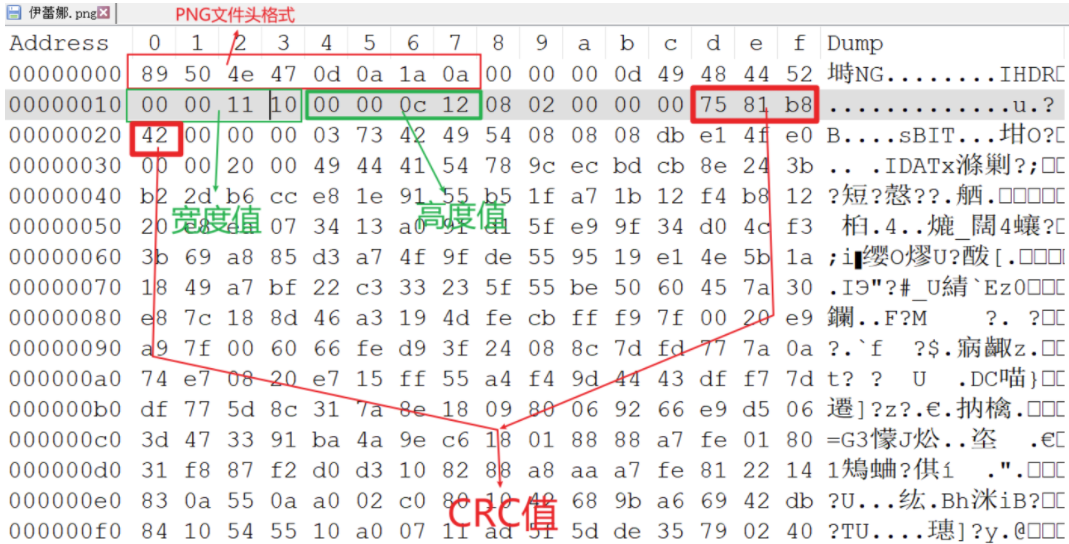 伊蕾娜.png
PNG文件头格式
Address 0 1 2 3 4 5 6 7 8 9 a b c d e f Dump
00000000 89 50 4e 47 0d 0a 1a 0a 00 00 00 0d 49 48 44 52 塒NG........IHDR
00000010 00 00 11 10 00 00 0c 12 08 02 00 00 00 75 81 b8 .............u.?
00000020 42 00 00 00 03 73 42 49 54 08 08 08 db e1 4f e0 B....sBIT...坩O?
00000030 00 00 20 00 49 44 41 54 78 9c ec bd cb 8e 24 3b .. .IDATx滌剿?;
00000040 b2 2d b6 cc e8 1e 91 55 b5 1f a7 1b 12 f4 b8 12 ?短?愨??.舾.
宽度值
高度值
00000050 20 e8 ea 07 34 13 a0 9f d1 5f e9 9f 34 d0 4c f3 .4.._闊4蠰?
00000060 3b 69 a8 85 d3 a7 4f 9f de 55 95 19 e1 4e 5b 1a ;i缨O熮U?酦[.
00000070 18 49 a7 bf 22 c3 33 23 5f 55 be 50 60 45 7a 30 .IЭ"?#_U綪`Ez0
00000080 e8 7c 18 8d 46 a3 19 4d fe cb ff f9 7f 00 20 e9 鑭..F?M ?. ?
00000090 a9 7f 00 60 66 fe d9 3f 24 08 8c 7d fd 77 7a 0a ?.`f ?$.寎齱z.
000000a0 74 e7 08 20 e7 15 ff 55 a4 f4 9d 44 43 df f7 7d t? ? U .DC喵}
000000b0 df 77 5d 8c 31 7a 8e 18 09 80 06 92 66 e9 d5 06 遷]?z?.€.抐檎.
000000c0 3d 47 33 91 ba 4a 9e c6 18 01 88 88 a7 fe 01 80 =G3懞J炂..垐 .€
000000d0 31 f8 87 f2 d0 d3 10 82 88 a8 aa a7 fe 81 22 14 1鴩蛐?倛í .".
000000e0 83 0a 55 0a a0 02 c0 80 10 42 68 9b a6 69 42 db ?U...纮.Bh洣iB?
CRC值
000000f0 84 10 54 55 10 a0 07 11 ad 5f 5d de 35 79 02 40 ?TU....璤]?y.@